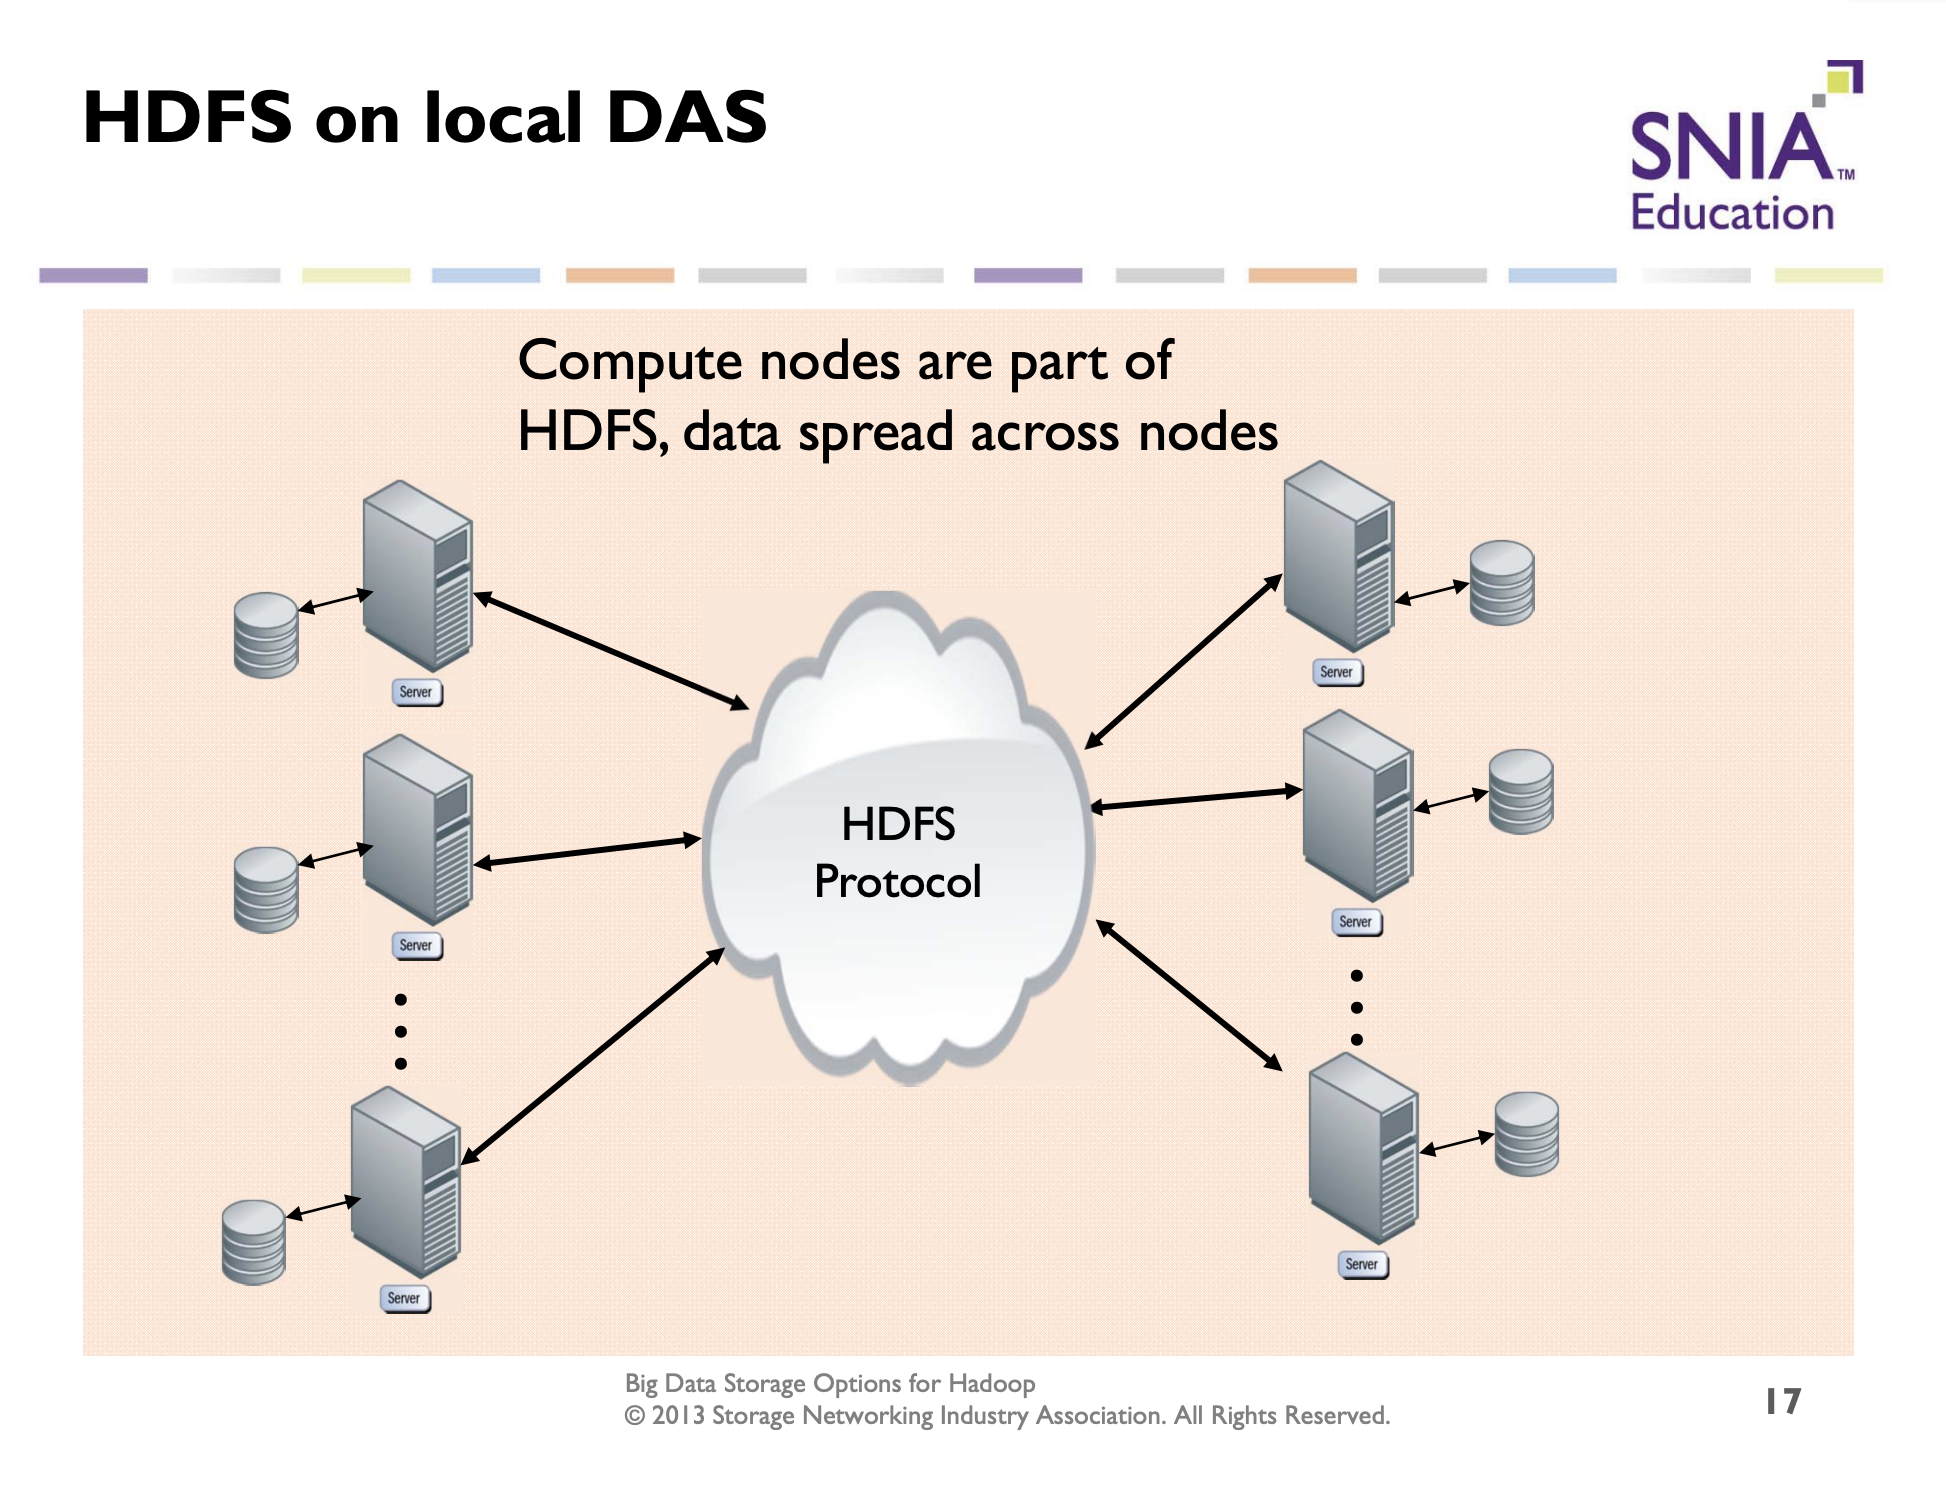 HDFS on local DAS
SNIA™
Education
Compute nodes are part of
HDFS, data spread across nodes
Server
Server
Server
HDFS
Protocol
Server
Server
Server
Big Data Storage Options for Hadoop
© 2013 Storage Networking Industry Association. All Rights Reserved.
17